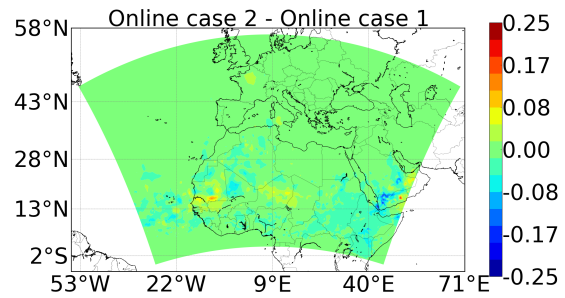 Online case 2 - Online case 1
58°N
43°N
28°N
13°N
2°S
53°W
22°W
9°E
40°E
71°E
0.25
0.17
0.08
0.00
-0.08
-0.17
-0.25